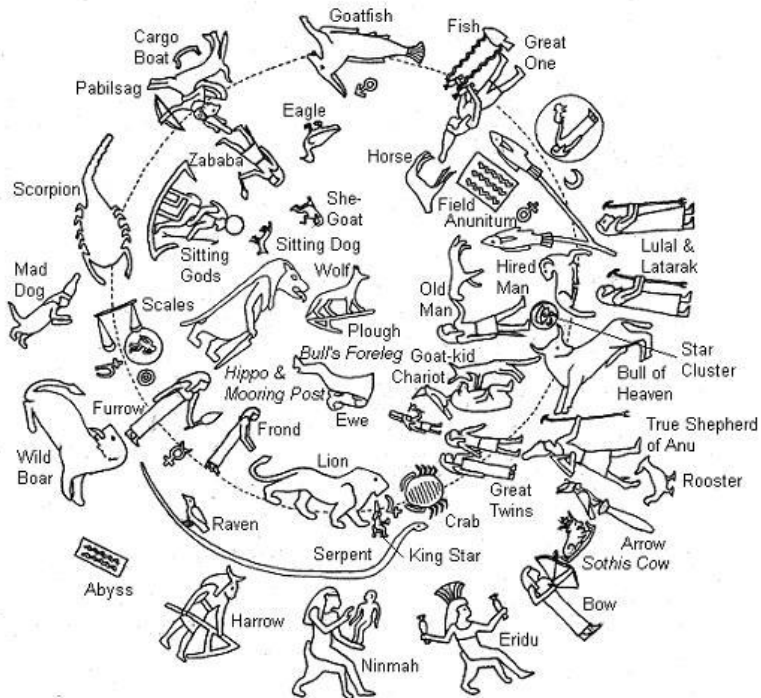 Goatfish
Cargo
Boat
Fish
Great
One
Pabilsag
Eagle
Zababa
Horse
Scorpion
She-
Goat
Field
Anunitum
Sitting Dog
Lulal &
Latarak
Sitting
Gods
Wolf
Old
Man
Hired
Man
Mad
Dog
Scales
Plough
Star
Cluster
Bull's Foreleg
Goat-kid
Chariot
Bull of
Heaven
Hippo &
Mooring Post
Furrow
Ewe
Frond
True Shepherd
of Anu
Wild
Boar
Lion
Great
Twins
Rooster
Raven
Crab
Arrow
Serpent
King Star
Sothis Cow
Abyss
Bow
Harrow
Eridu
Ninmah